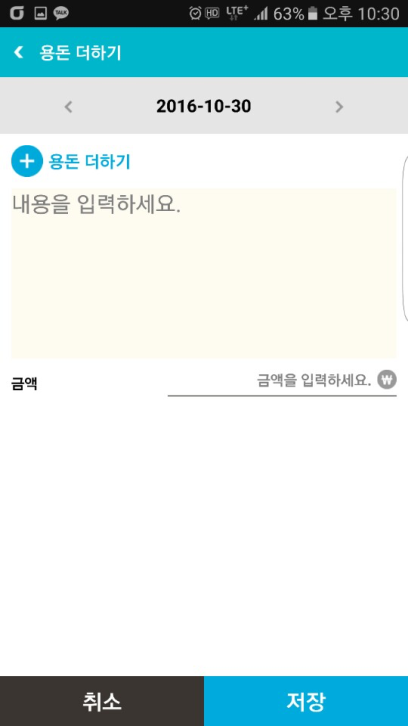 63% 오후 10:30
용돈 더하기
2016-10-30
용돈 더하기
내용을 입력하세요.
금액 금액을 입력하세요.
취소 저장